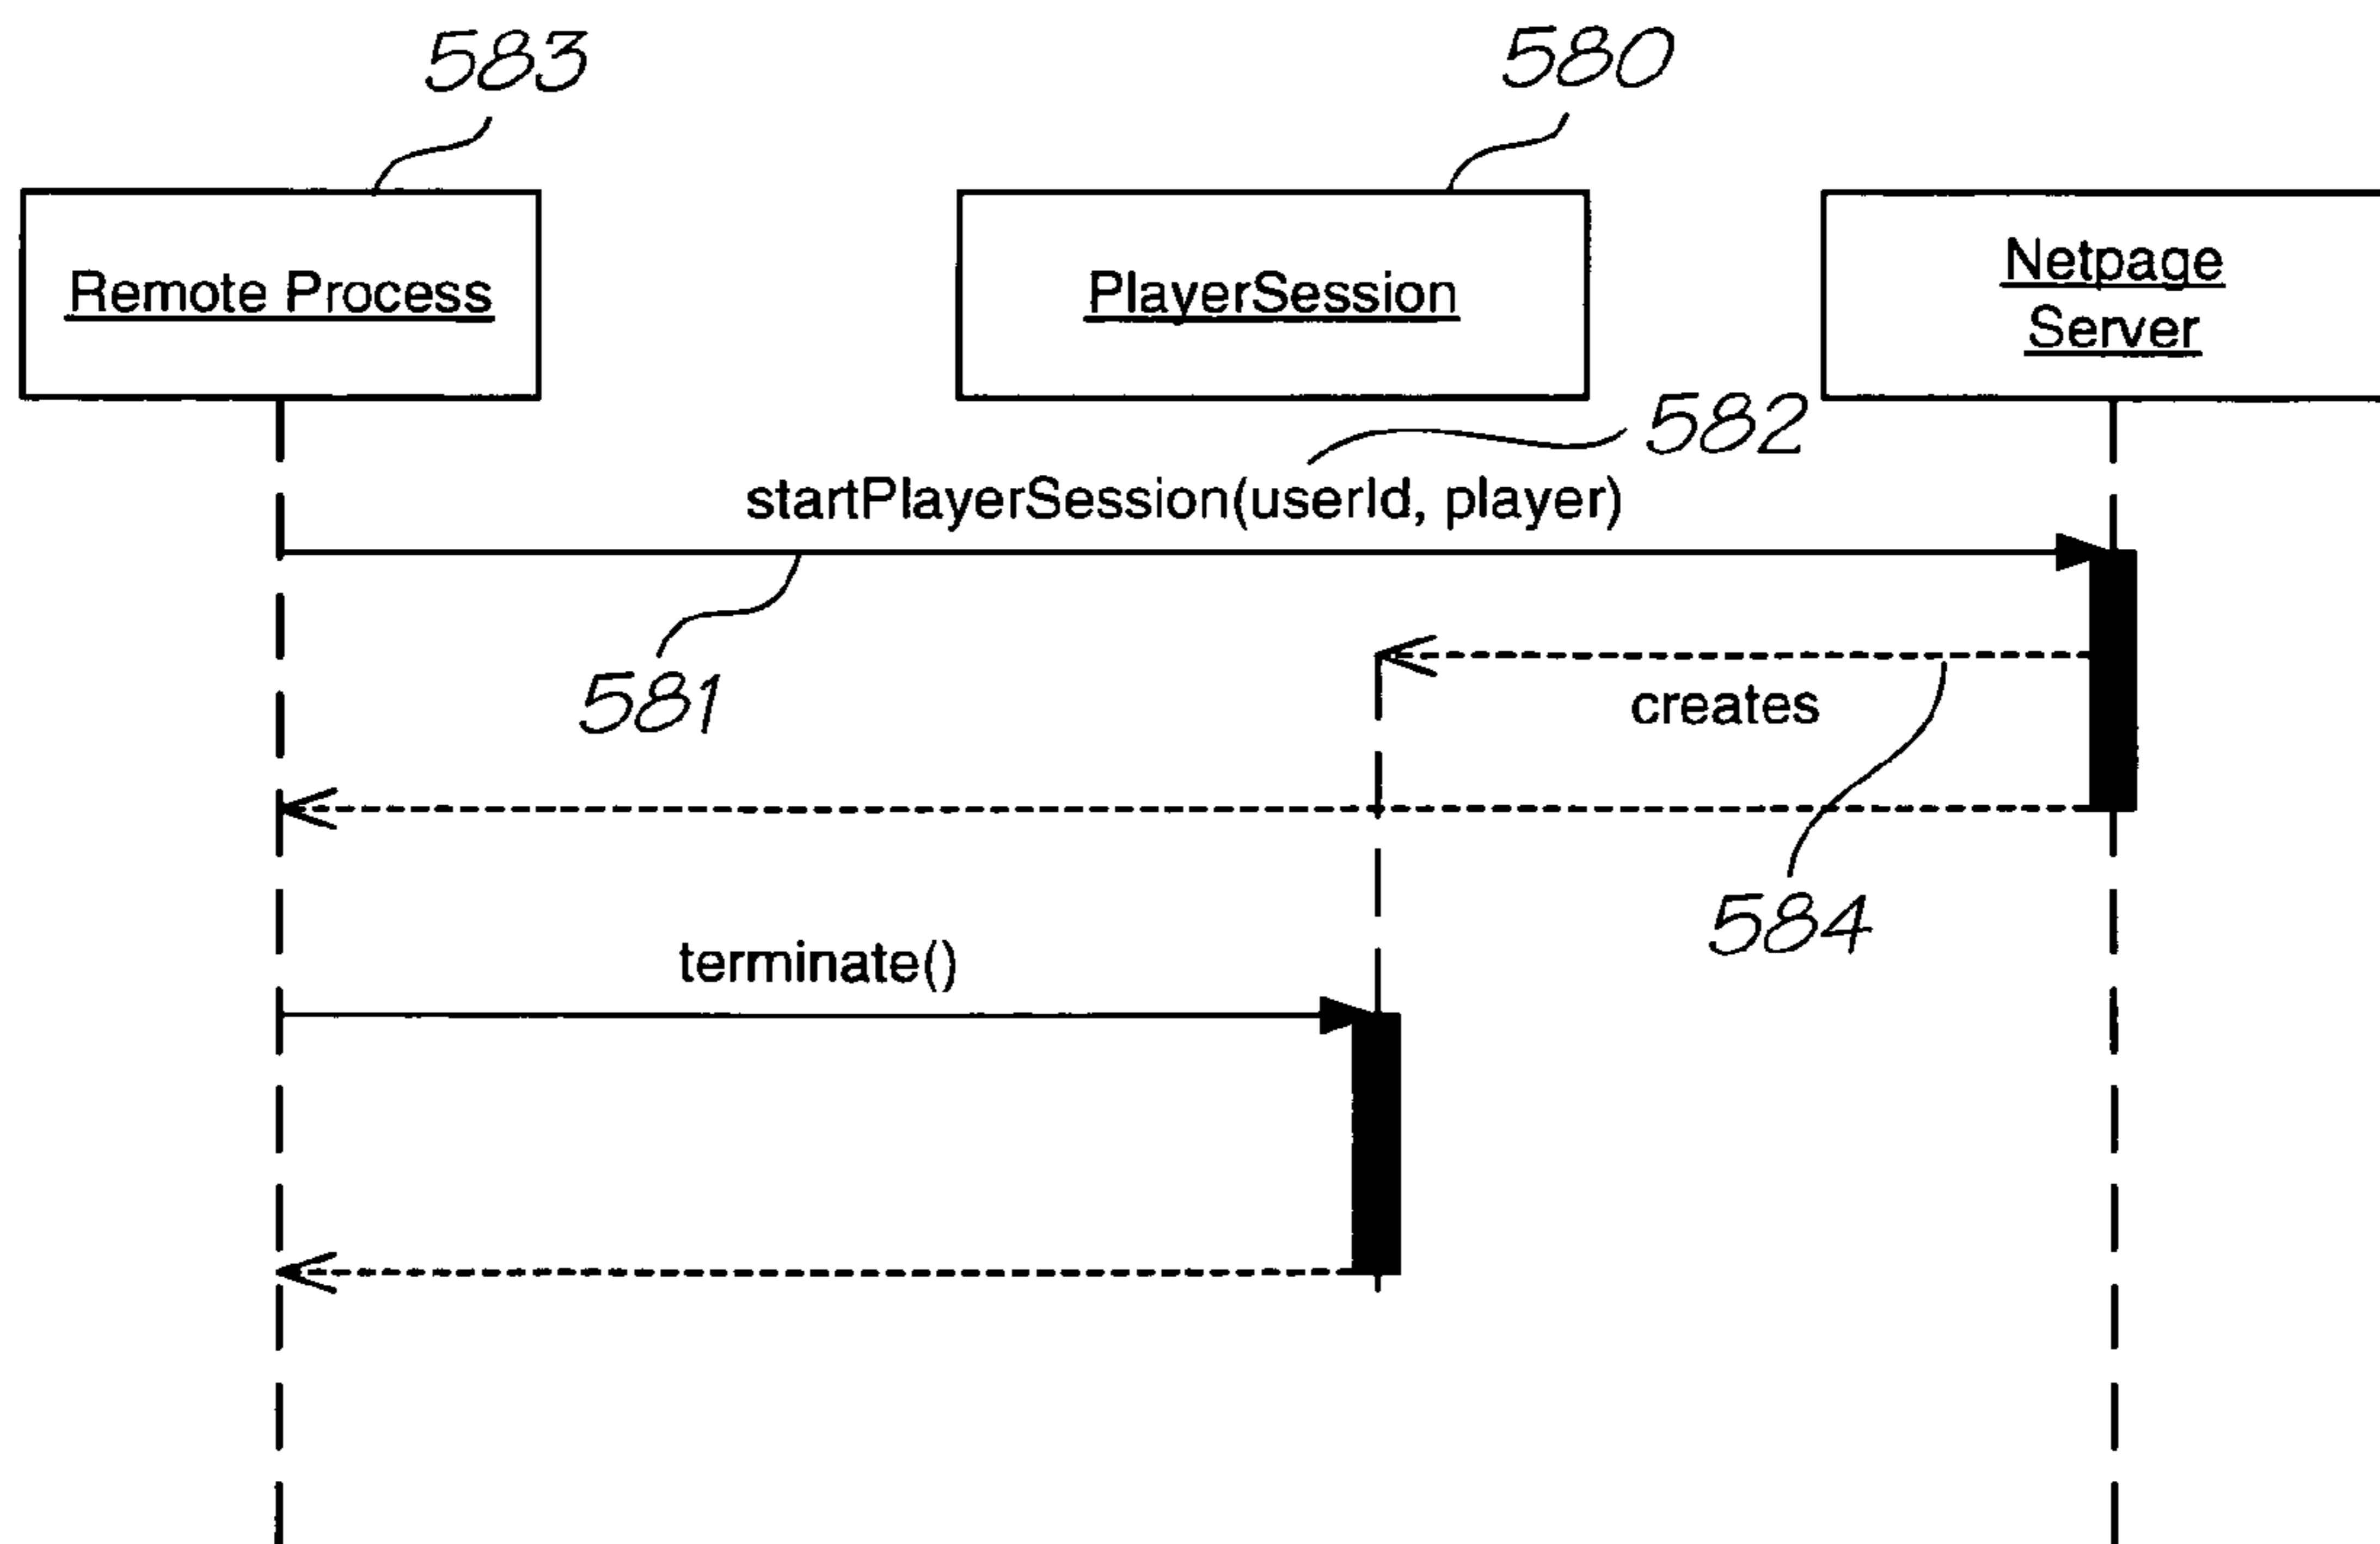 583
580
Remote Process
PlayerSession
Netpage
Server
582
startPlayerSession(userId, player)
581
creates
584
terminate()